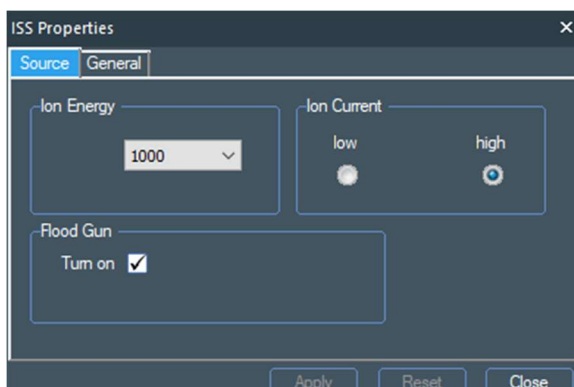 ISS Properties
Source General
Ion Energy
1000
Ion Current
low high
Flood Gun
Turn on
Apply Reset Close